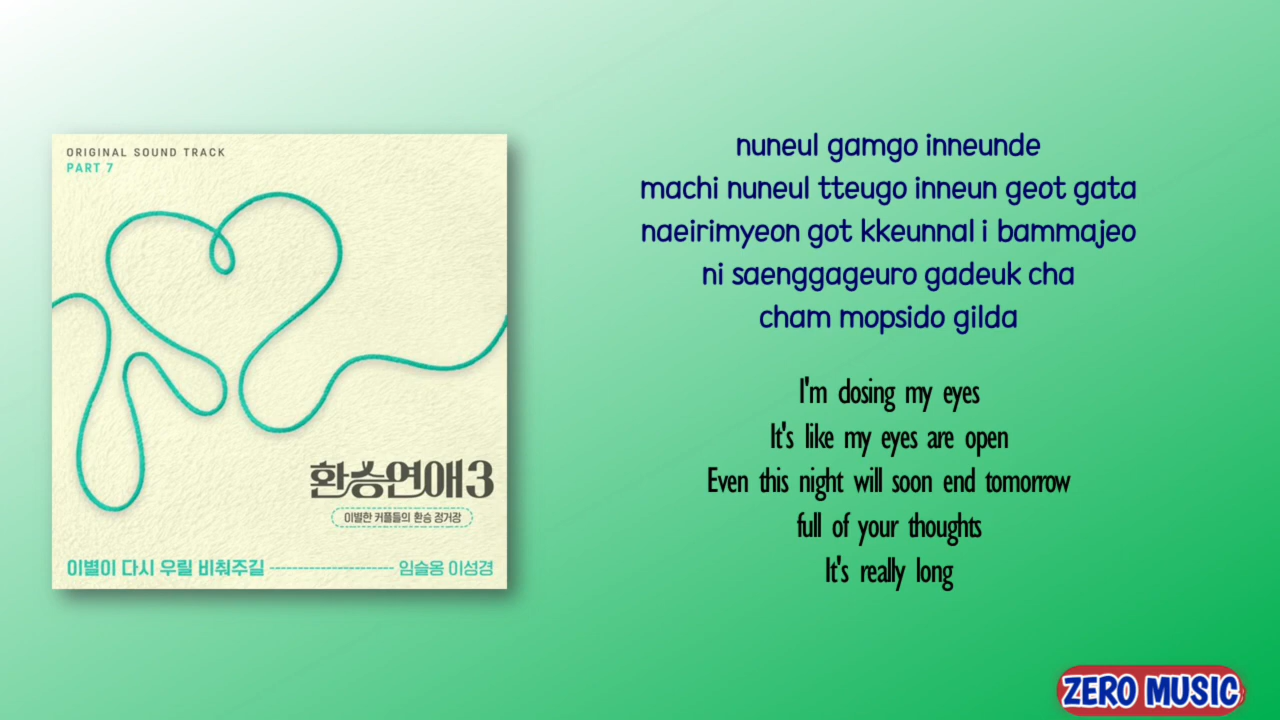 ORIGINAL SOUND TRACK
PART 7
환승연애3
이별한 커플들의 환승 정거장
이별이 다시 우릴 비춰주길 ---------------------- 임슬옹 이성경
nuneul gamgo inneunde
machi nuneul tteugo inneun geot gata
naeirimyeon got kkeunnal i bammajeo
ni saenggageuro gadeuk cha
cham mopsido gilda
I'm closing my eyes
It's like my eyes are open
Even this night will soon end tomorrow
full of your thoughts
It's really long
ZERO MUSIC